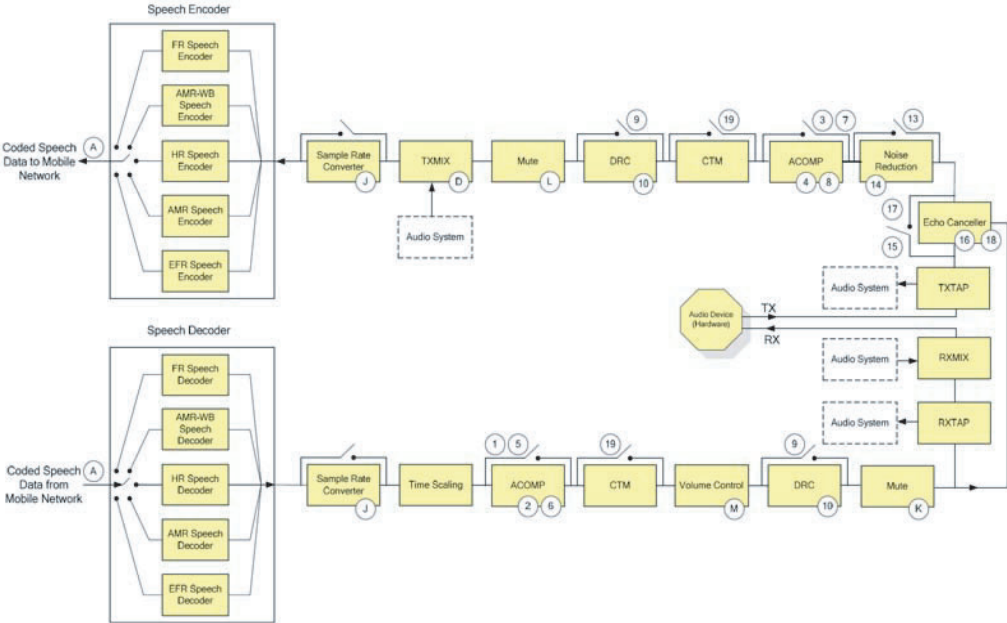 Speech Encoder
FR Speech
Encoder
AMR-WB
Speech
Encoder
HR Speech
Encoder
AMR Speech
Encoder
EFR Speech
Encoder
Coded Speech
Data to Mobile
Network
A
Sample Rate
Converter
J
TXMIX
D
Audio System
Mute
L
9
DRC
10
19
CTM
3 7
ACOMP
4 8
13
Noise
Reduction
14
17
Echo Canceller
15
16 18
Audio System
TXTAP
Audio Device
(Hardware)
TX
RX
Audio System
RXMIX
Audio System
RXTAP
Speech Decoder
FR Speech
Decoder
AMR-WB
Speech
Decoder
HR Speech
Decoder
AMR Speech
Decoder
EFR Speech
Decoder
Coded Speech
Data from
Mobile Network
A
Sample Rate
Converter
J
Time Scaling
1 5
ACOMP
2 6
19
CTM
Volume Control
M
9
DRC
10
Mute
K